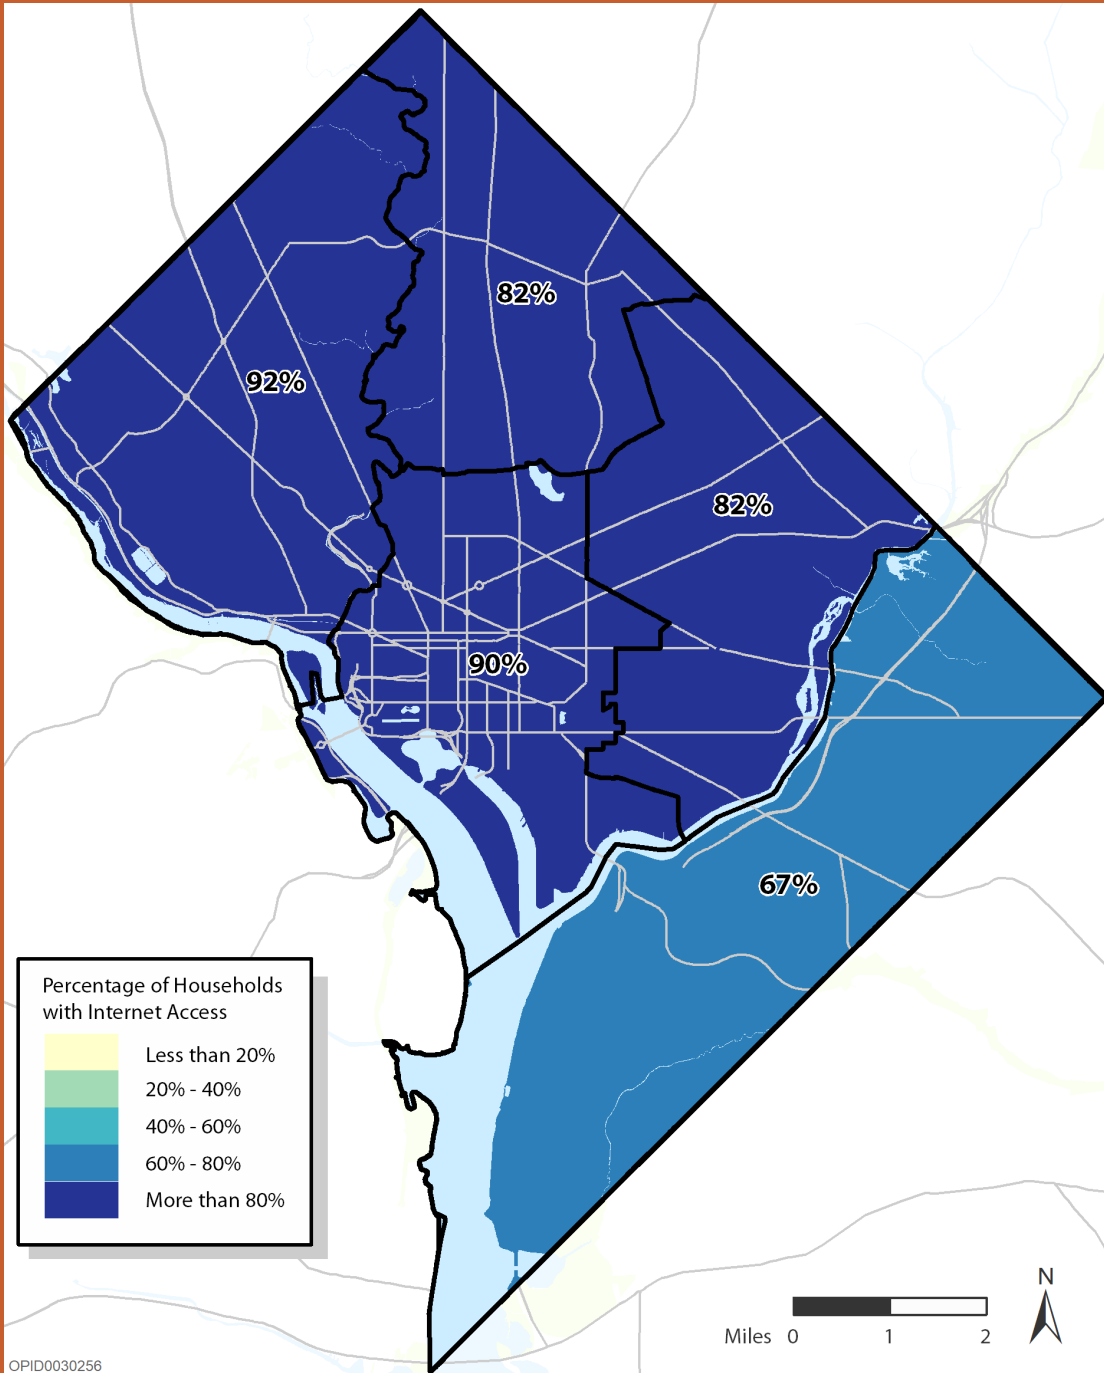 82%
92%
82%
90%
67%
Percentage of Households
with Internet Access
Less than 20%
20% - 40%
40% - 60%
60% - 80%
More than 80%
N
Miles 0 1 2
OPID0030256